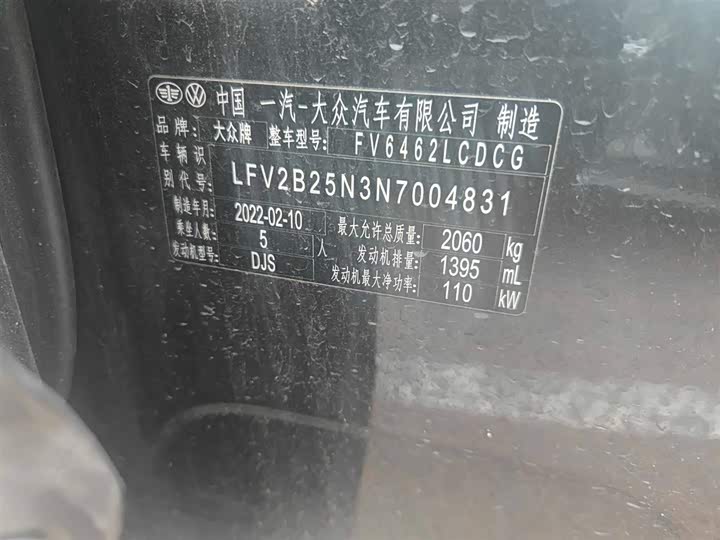 中国 一汽-大众汽车有限公司 制造
品牌: 大众牌 整车型号: FV6462LCDCG
车辆识别代号: LFV2B25N3N7004831
制造年月: 2022-02-10 最大允许总质量: 2060 kg
乘坐人数: 5 人 发动机排量: 1395 mL
发动机型号: DJS 发动机最大净功率: 110 kW